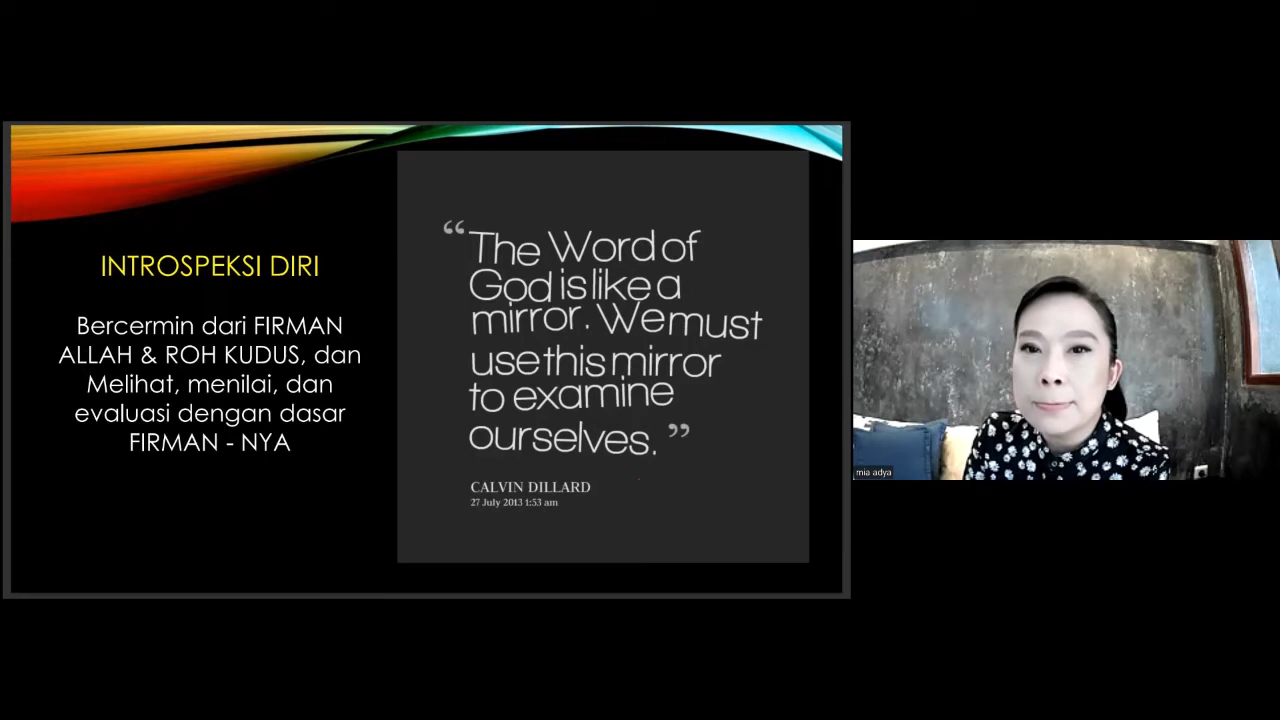 INTROSPEKSI DIRI
Bercermin dari FIRMAN
ALLAH & ROH KUDUS, dan
Melihat, menilai, dan
evaluasi dengan dasar
FIRMAN - NYA
“The Word of
God is like a
mirror. We must
use this mirror
to examine
ourselves.”
CALVIN DILLARD
27 July 2013 1:53 am
mia adya